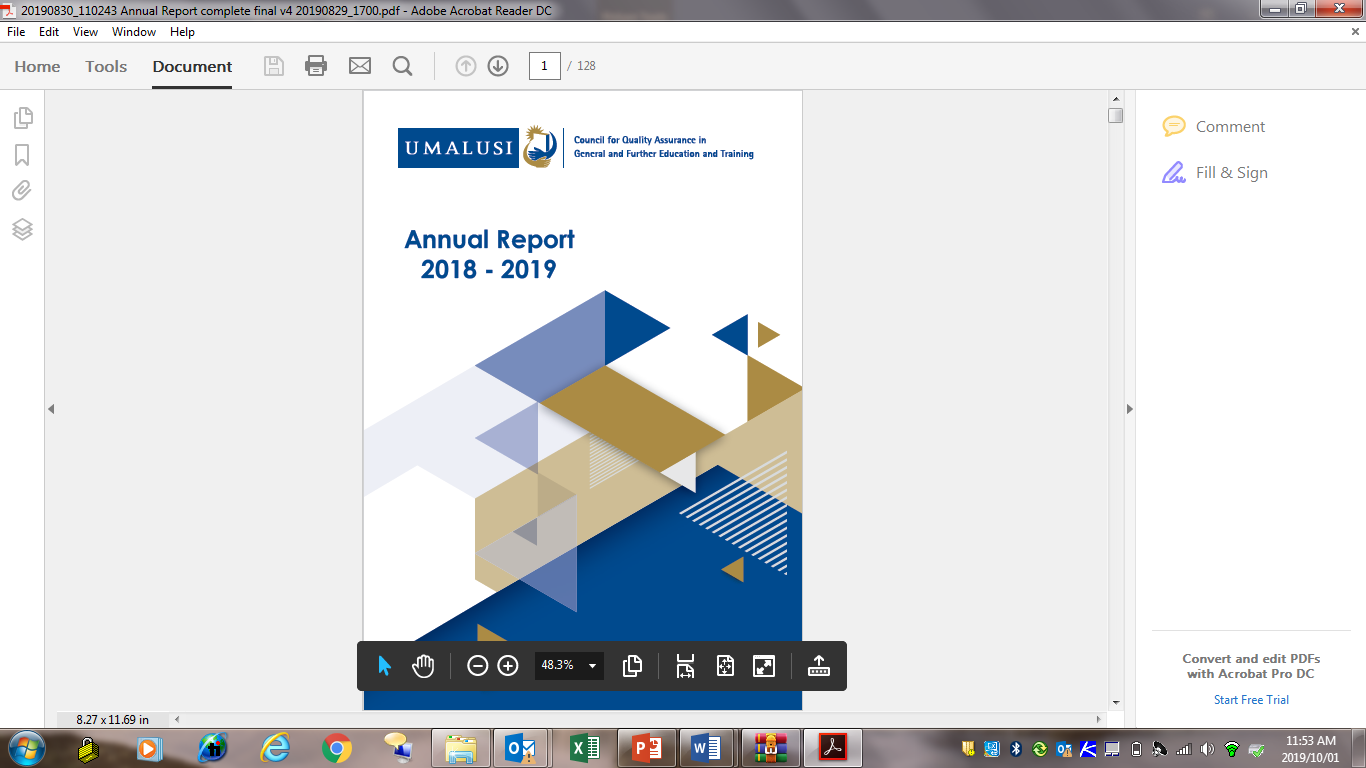 20190830_110243 Annual Report complete final v4 20190829_1700.pdf - Adobe Acrobat Reader DC
File Edit View Window Help
Home Tools Document 1 / 128
UMALUSI
Council for Quality Assurance in
General and Further Education and Training
Annual Report
2018 - 2019
Comment
Fill & Sign
48.3%
Convert and edit PDFs
with Acrobat Pro DC
Start Free Trial
8.27 x 11.69 in
11:53 AM
2019/10/01